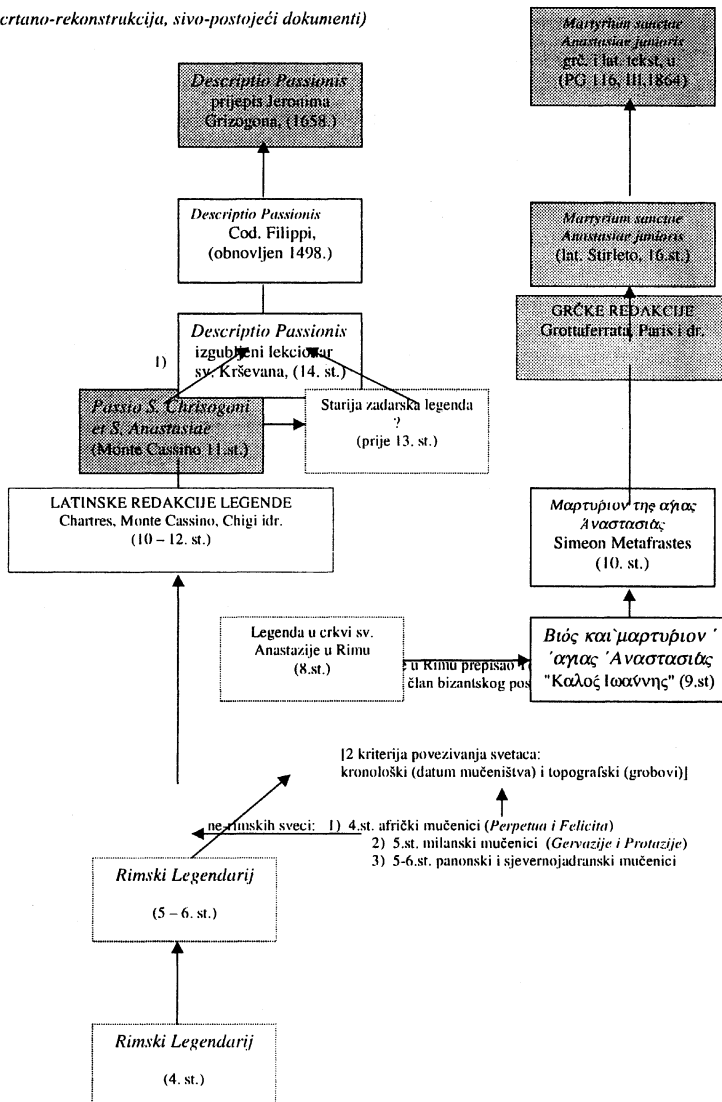 crtano-rekonstrukcija, sivo-postojeći dokumenti)
Martyrium sanctae
Anastasiae junioris
grč. i lat. tekst, u
(PG 116, III,1864)
Descriptio Passionis
prijepis Jeronima
Grizogona, (1658.)
Descriptio Passionis
Cod. Filippi,
(obnovljen 1498.)
Martyrium sanctae
Anastasiae junioris
(lat. Stirleto, 16.st.)
GRČKE REDAKCIJE
Grottaferrata, Paris i dr.
Descriptio Passionis
izgubljeni lekcionar
sv. Krševana, (14. st.)
1)
Passio S. Chrisogoni
et S. Anastasiae
(Monte Cassino 11.st.)
Starija zadarska legenda
?
(prije 13. st.)
LATINSKE REDAKCIJE LEGENDE
Chartres, Monte Cassino, Chigi idr.
(10 – 12. st.)
Μαρτύριον της αγ́ιας
Ἀναστασιάς
Simeon Metafrastes
(10. st.)
Legenda u crkvi sv.
Anastazije u Rimu
(8.st.)
e u Rimu prepisao
član bizantskog pos
Βιός και`μαρτύριον ᾿
᾿αγιας ᾿Αναστασιάς
"Καλος Ιωάννης" (9.st)
[2 kriterija povezivanja svetaca:
kronološki (datum mučeništva) i topografski (grobovi)]
ne-rimskih sveci: 1) 4.st. afrički mučenici (Perpetua i Felicita)
2) 5.st. milanski mučenici (Gervazije i Protazije)
3) 5-6.st. panonski i sjevernojadranski mučenici
Rimski Legendarij
(5 – 6. st.)
Rimski Legendarij
(4. st.)